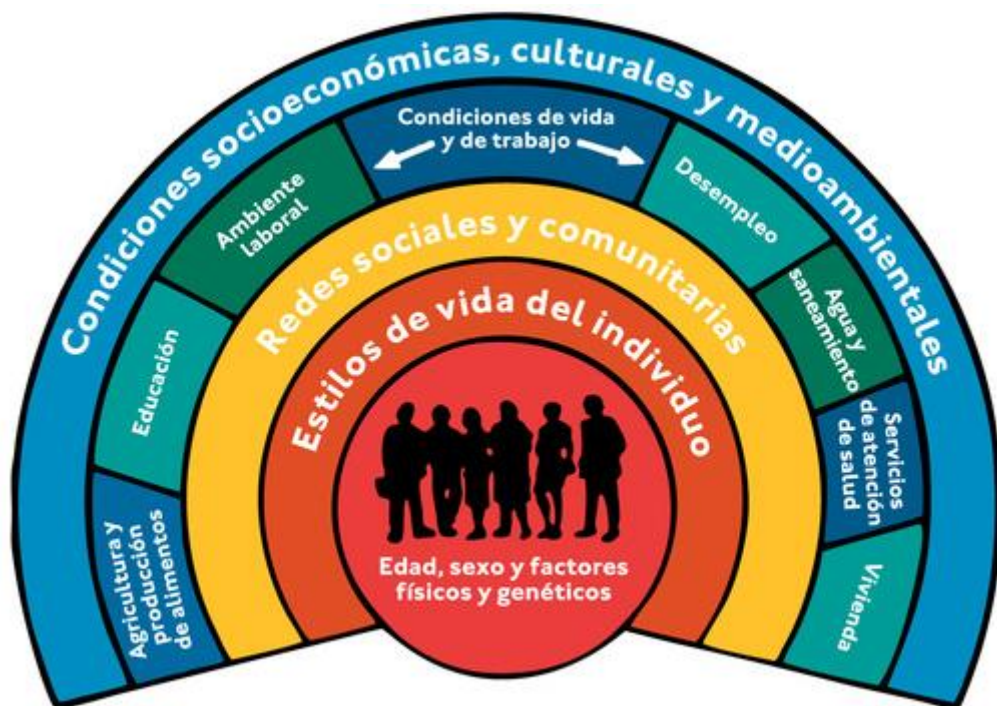 Condiciones socioeconómicas, culturales y medioambientales
Condiciones de vida
y de trabajo
Agricultura y
producción
de alimentos
Educación
Ambiente
laboral
Desempleo
Agua y
saneamiento
Servicios
de atención
de salud
Vivienda
Redes sociales y comunitarias
Estilos de vida del individuo
Edad, sexo y factores
físicos y genéticos